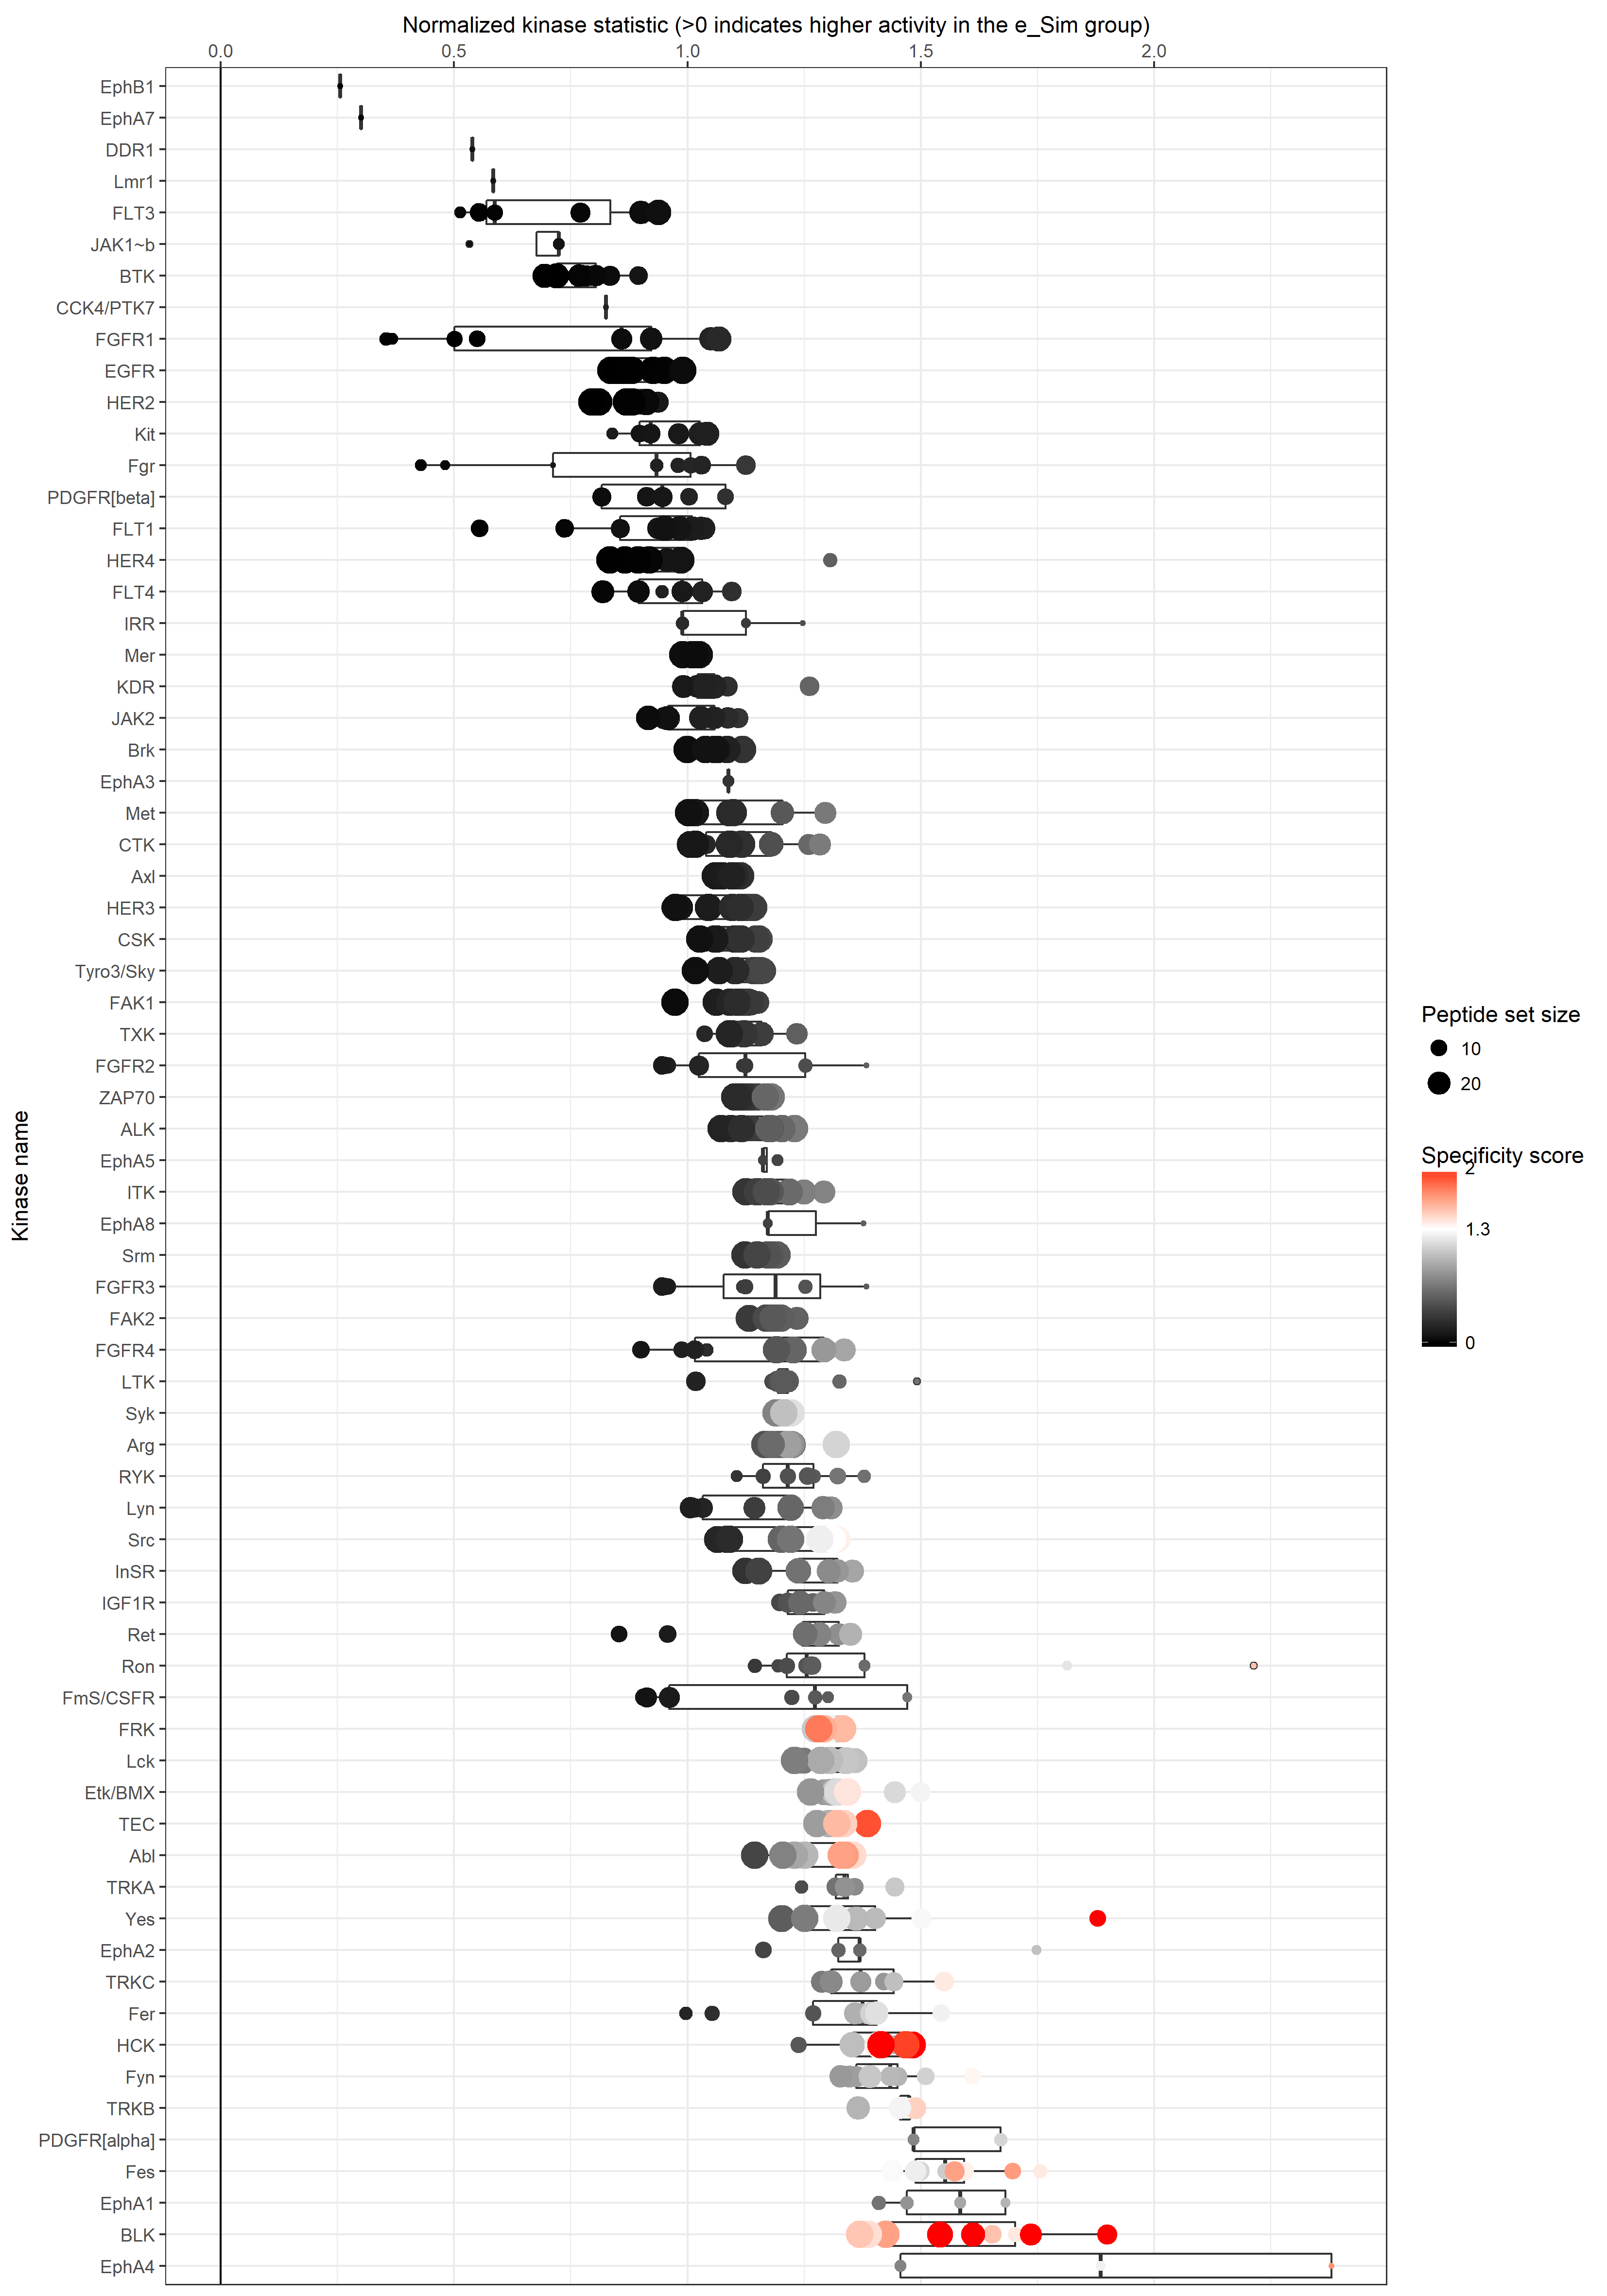 Normalized kinase statistic (>0 indicates higher activity in the e_Sim group)
0.0 0.5 1.0 1.5 2.0
Kinase name
EphB1
EphA7
DDR1
Lmr1
FLT3
JAK1~b
BTK
CCK4/PTK7
FGFR1
EGFR
HER2
Kit
Fgr
PDGFR[beta]
FLT1
HER4
FLT4
IRR
Mer
KDR
JAK2
Brk
EphA3
Met
CTK
Axl
HER3
CSK
Tyro3/Sky
FAK1
TXK
FGFR2
ZAP70
ALK
EphA5
ITK
EphA8
Srm
FGFR3
FAK2
FGFR4
LTK
Syk
Arg
RYK
Lyn
Src
InSR
IGF1R
Ret
Ron
FmS/CSFR
FRK
Lck
Etk/BMX
TEC
Abl
TRKA
Yes
EphA2
TRKC
Fer
HCK
Fyn
TRKB
PDGFR[alpha]
Fes
EphA1
BLK
EphA4
Peptide set size
10
20
Specificity score
2
1.3
0